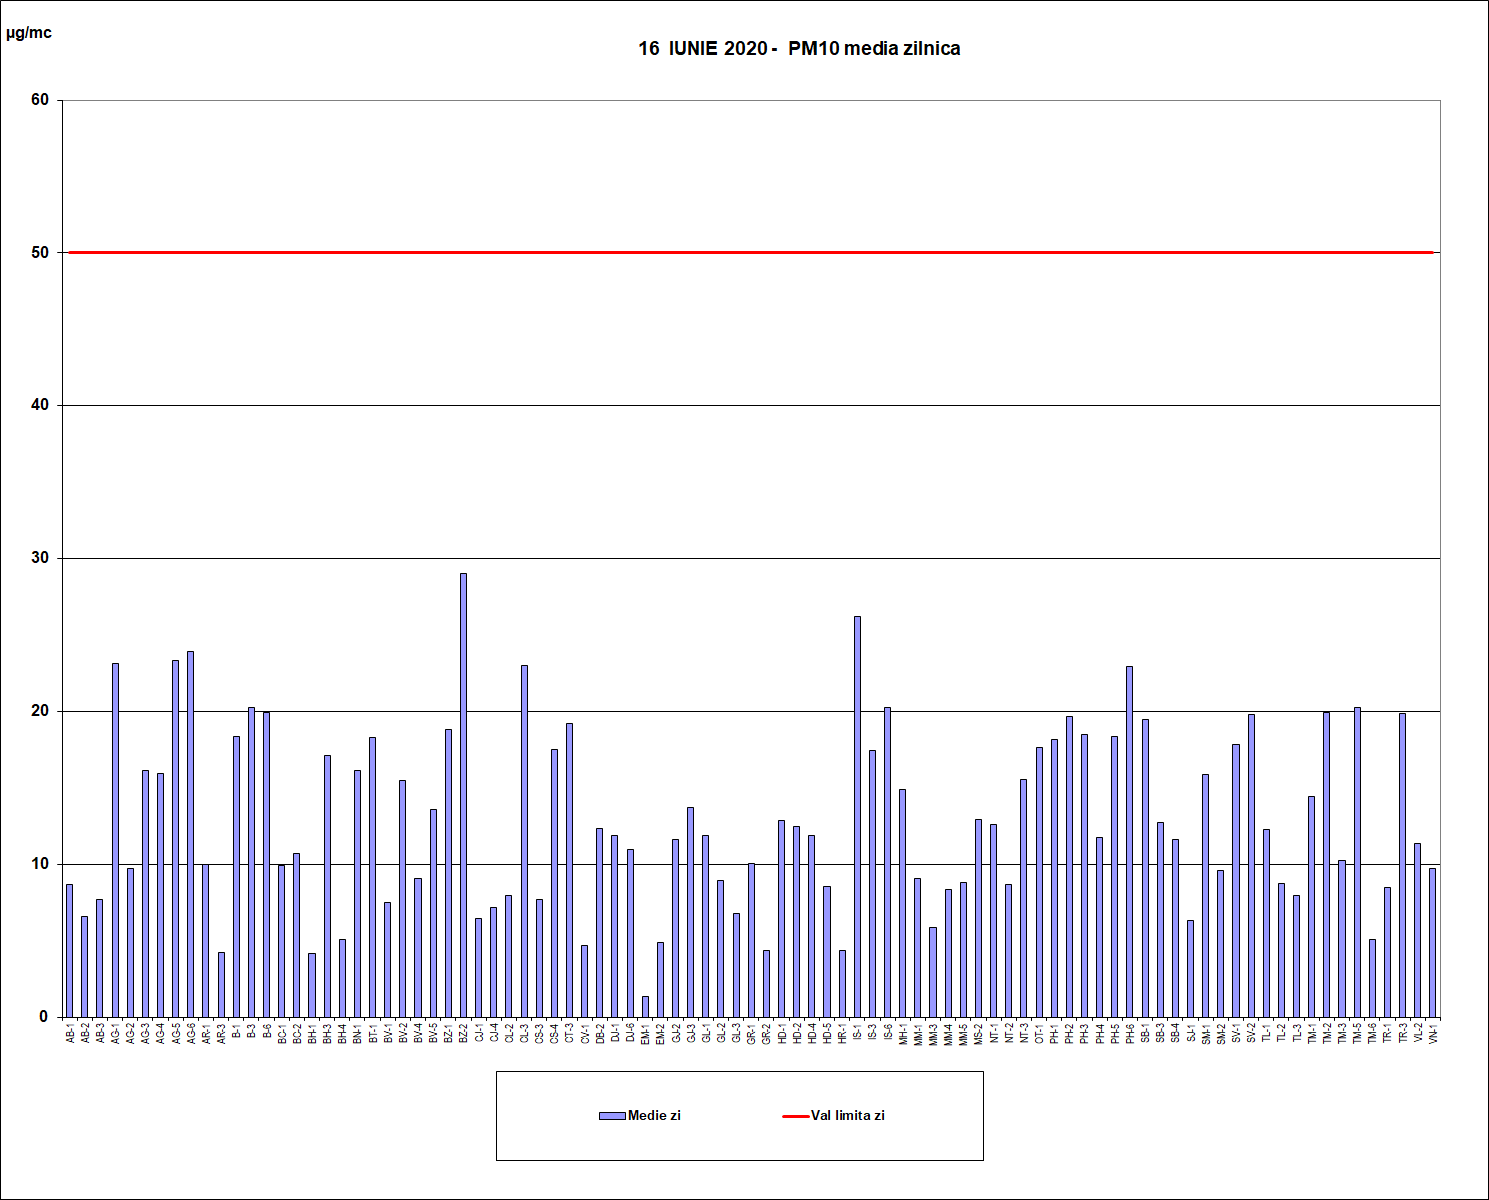 µg/mc
16 IUNIE 2020 - PM10 media zilnica
60
50
40
30
20
10
0
AB-1 AB-2 AB-3 AG-1 AG-2 AG-3 AG-4 AG-5 AG-6 AR-1 AR-3 B-1 B-3 B-6 BC-1 BC-2 BH-1 BH-3 BH-4 BN-1 BT-1 BV-1 BV-2 BV-4 BV-5 BZ-1 BZ-2 CJ-1 CJ-4 CL-2 CL-3 CS-3 CS-4 CT-3 CV-1 DB-2 DJ-1 DJ-6 EM-1 EM-2 GJ-2 GJ-3 GL-1 GL-2 GL-3 GR-1 GR-2 HD-1 HD-2 HD-4 HD-5 HR-1 IS-1 IS-3 IS-6 MH-1 MM-1 MM-3 MM-4 MM-5 MS-2 NT-1 NT-2 NT-3 OT-1 PH-1 PH-2 PH-3 PH-4 PH-5 PH-6 SB-1 SB-3 SB-4 SJ-1 SM-1 SM-2 SV-1 SV-2 TL-1 TL-2 TL-3 TM-1 TM-2 TM-3 TM-5 TM-6 TR-1 TR-3 VL-2 VN-1
Medie zi Val limita zi